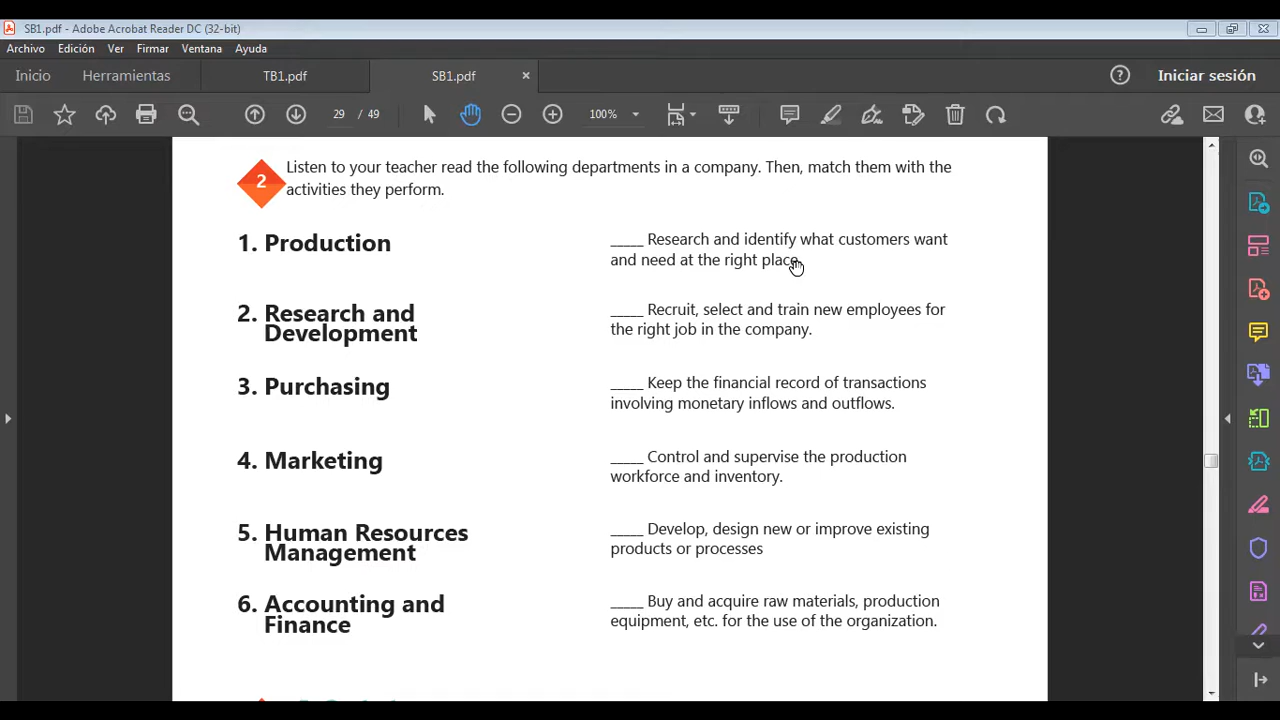 SB1.pdf - Adobe Acrobat Reader DC (32-bit)
Archivo Edición Ver Firmar Ventana Ayuda
Inicio Herramientas TB1.pdf SB1.pdf × Iniciar sesión
29 / 49 100%
2 Listen to your teacher read the following departments in a company. Then, match them with the
activities they perform.
1. Production
_____ Research and identify what customers want
and need at the right place.
2. Research and
Development
_____ Recruit, select and train new employees for
the right job in the company.
3. Purchasing
_____ Keep the financial record of transactions
involving monetary inflows and outflows.
4. Marketing
_____ Control and supervise the production
workforce and inventory.
5. Human Resources
Management
_____ Develop, design new or improve existing
products or processes
6. Accounting and
Finance
_____ Buy and acquire raw materials, production
equipment, etc. for the use of the organization.